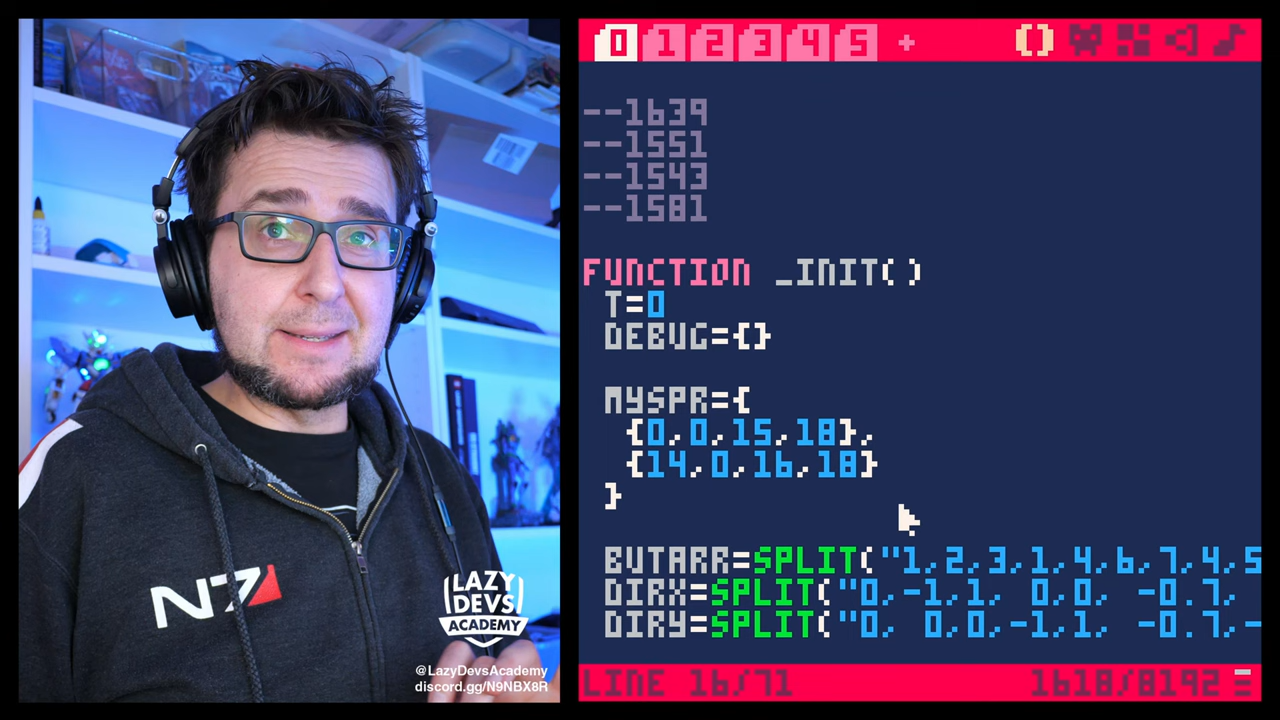 N7
LAZY
DEVS
ACADEMY
@LazyDevsAcademy
discord.gg/N9NBX8R
0 1 2 3 4 5 +
--1639
--1551
--1543
--1581
FUNCTION _INIT()
T=0
DEBUG={}
MYSPR={
{0,0,15,18},
{14,0,16,18}
}
BUTARR=SPLIT("1,2,3,1,4,6,7,4,5
DIRX=SPLIT("0,-1,1, 0,0, -0.7,
DIRY=SPLIT("0, 0,0,-1,1, -0.7,-
LINE 16/71
1618/8192